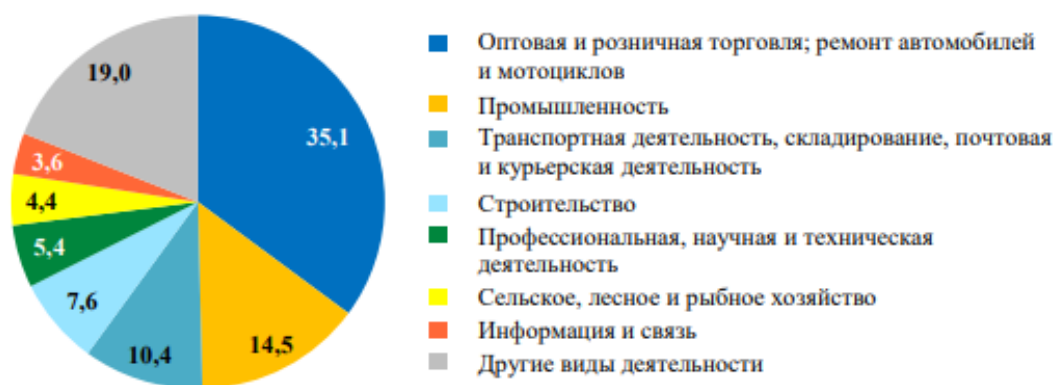 35,1
14,5
10,4
7,6
5,4
4,4
3,6
19,0
Оптовая и розничная торговля; ремонт автомобилей
и мотоциклов
Промышленность
Транспортная деятельность, складирование, почтовая
и курьерская деятельность
Строительство
Профессиональная, научная и техническая
деятельность
Сельское, лесное и рыбное хозяйство
Информация и связь
Другие виды деятельности